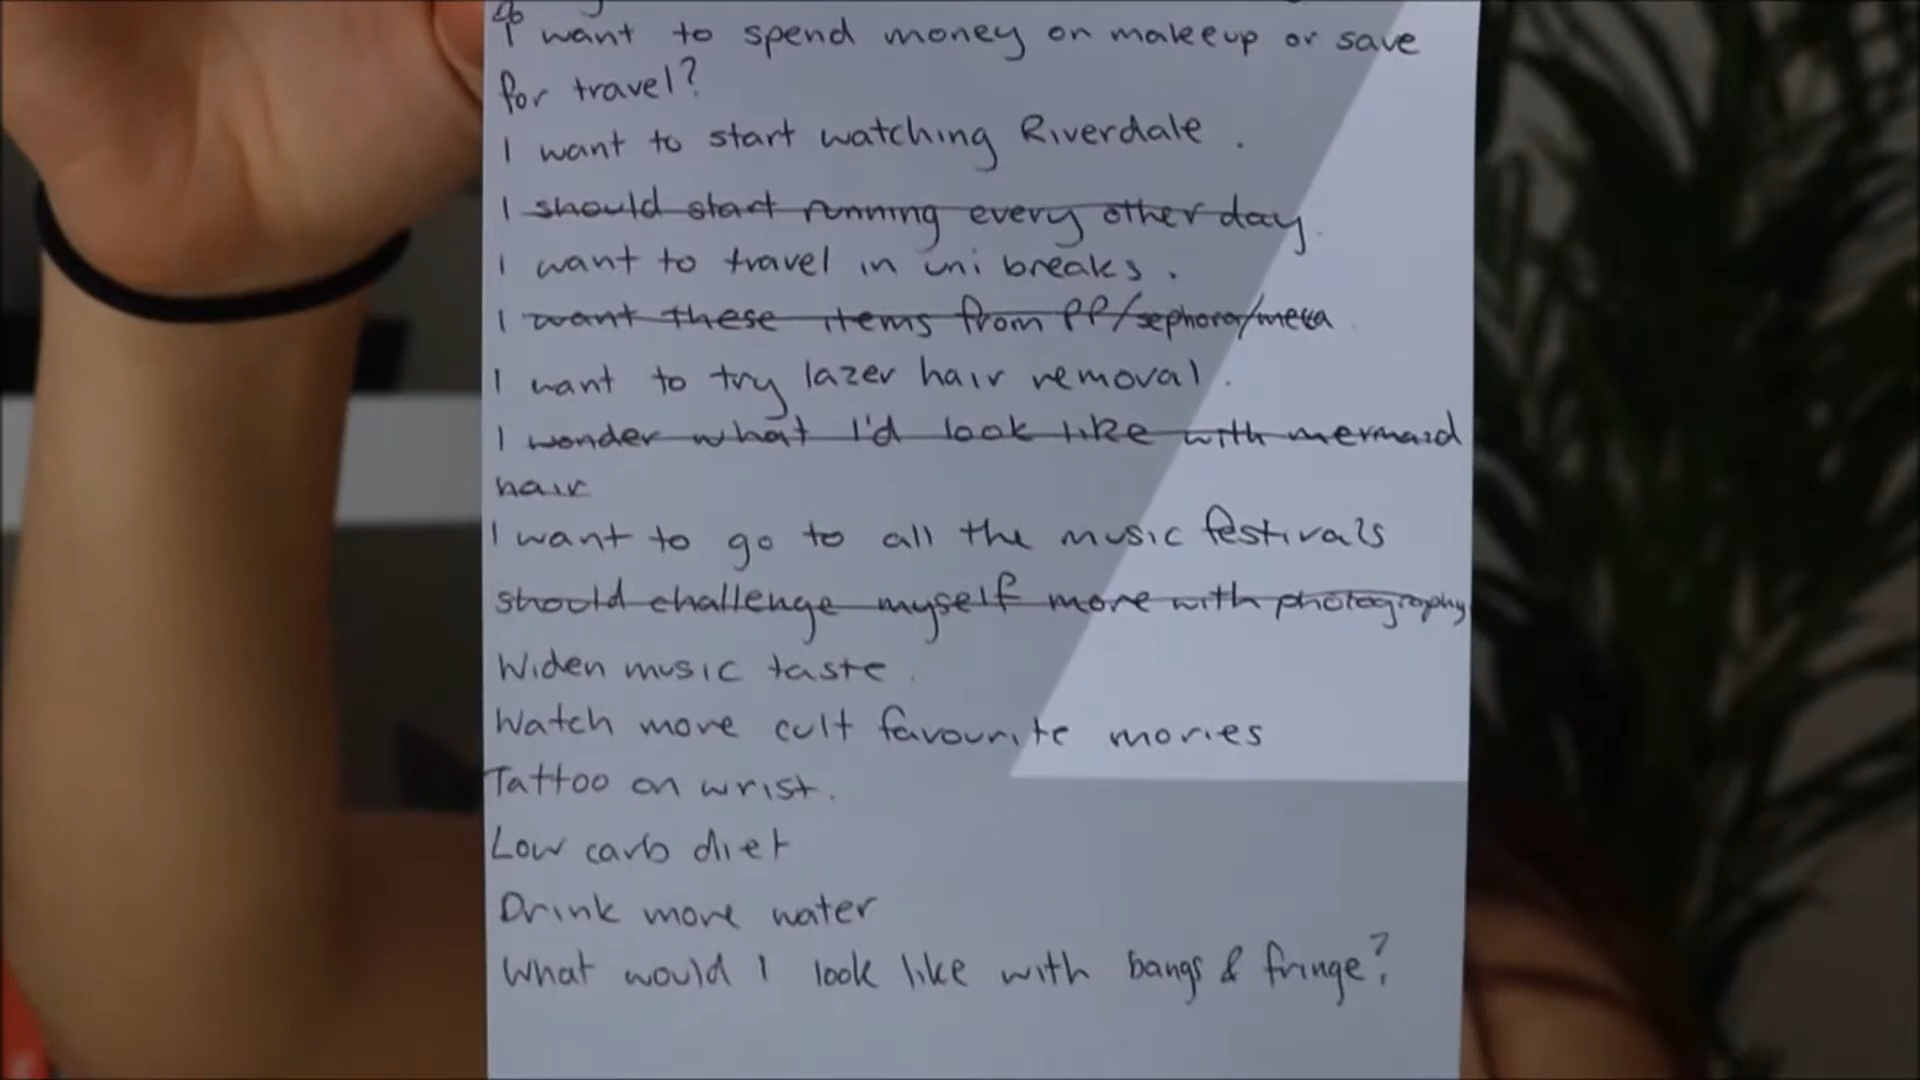 I want to spend money on makeup or save
for travel?
I want to start watching Riverdale.
I should start running every other day.
I want to travel in uni breaks.
I want these items from PP/sephora/mecca
I want to try lazer hair removal.
I wonder what I'd look like with mermaid
hair
I want to go to all the music festivals
should challenge myself more with photography
Widen music taste.
Watch more cult favourite movies
Tattoo on wrist.
Low carb diet
Drink more water
What would I look like with bangs & fringe?